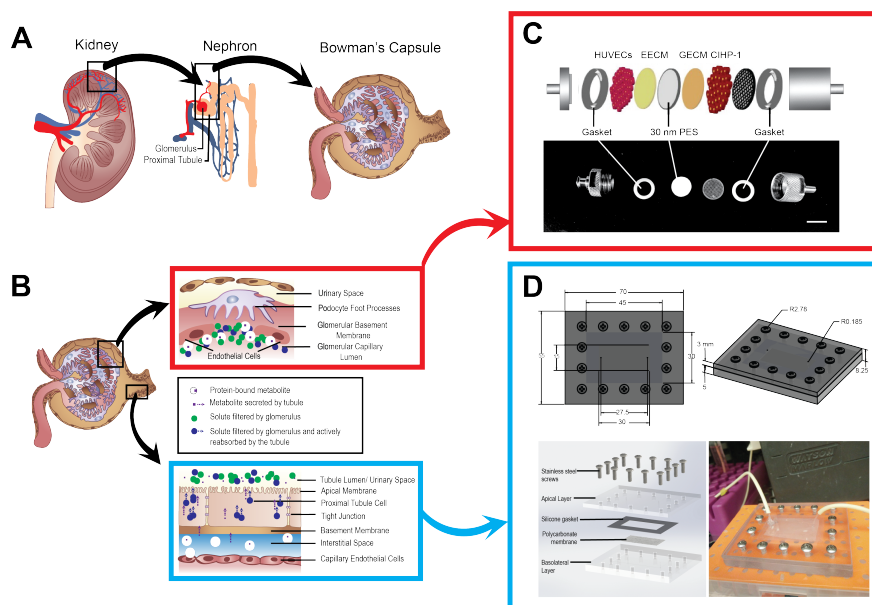 A
Kidney
Nephron
Bowman's Capsule
Glomerulus
Proximal Tubule
C
HUVECs
EECM
GECM
CIHP-1
Gasket
30 nm PES
Gasket
B
Urinary Space
Podocyte Foot Processes
Glomerular Basement
Membrane
Glomerular Capillary
Lumen
Endothelial Cells
Protein-bound metabolite
Metabolite secreted by tubule
Solute filtered by glomerulus
Solute filtered by glomerulus and actively
reabsorbed by the tubule
Tubule Lumen/ Urinary Space
Apical Membrane
Proximal Tubule Cell
Tight Junction
Basement Membrane
Interstitial Space
Capillary Endothelial Cells
D
70
45
30
27.5
30
R2.78
R0.185
3 mm
5
8.25
Stainless steel
screws
Apical Layer
Silicone gasket
Polycarbonate
membrane
Basolateral
Layer
WATSON